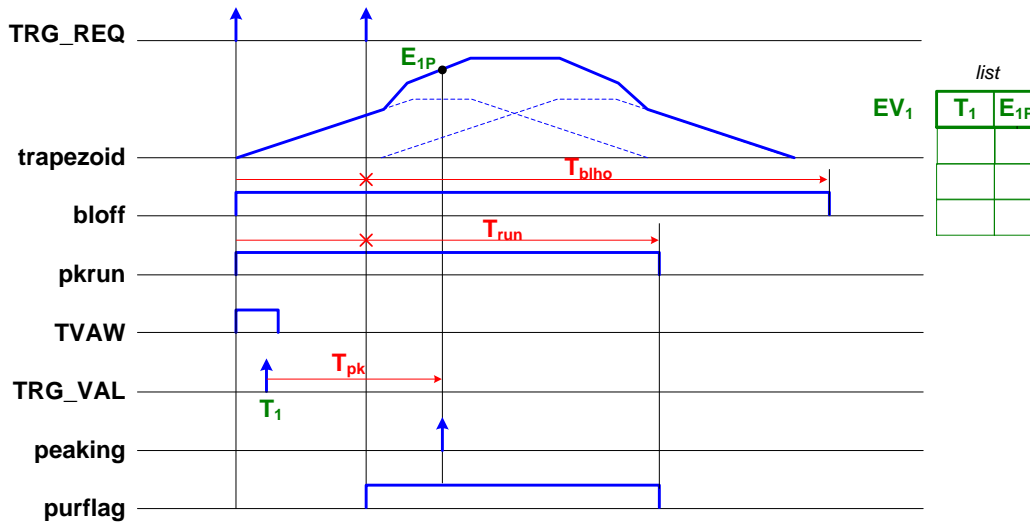 TRG_REQ
E1P
list
EV1 T1 E1P
trapezoid
Tblho
bloff
Trun
pkrun
TVAW
Tpk
TRG_VAL
T1
peaking
purflag